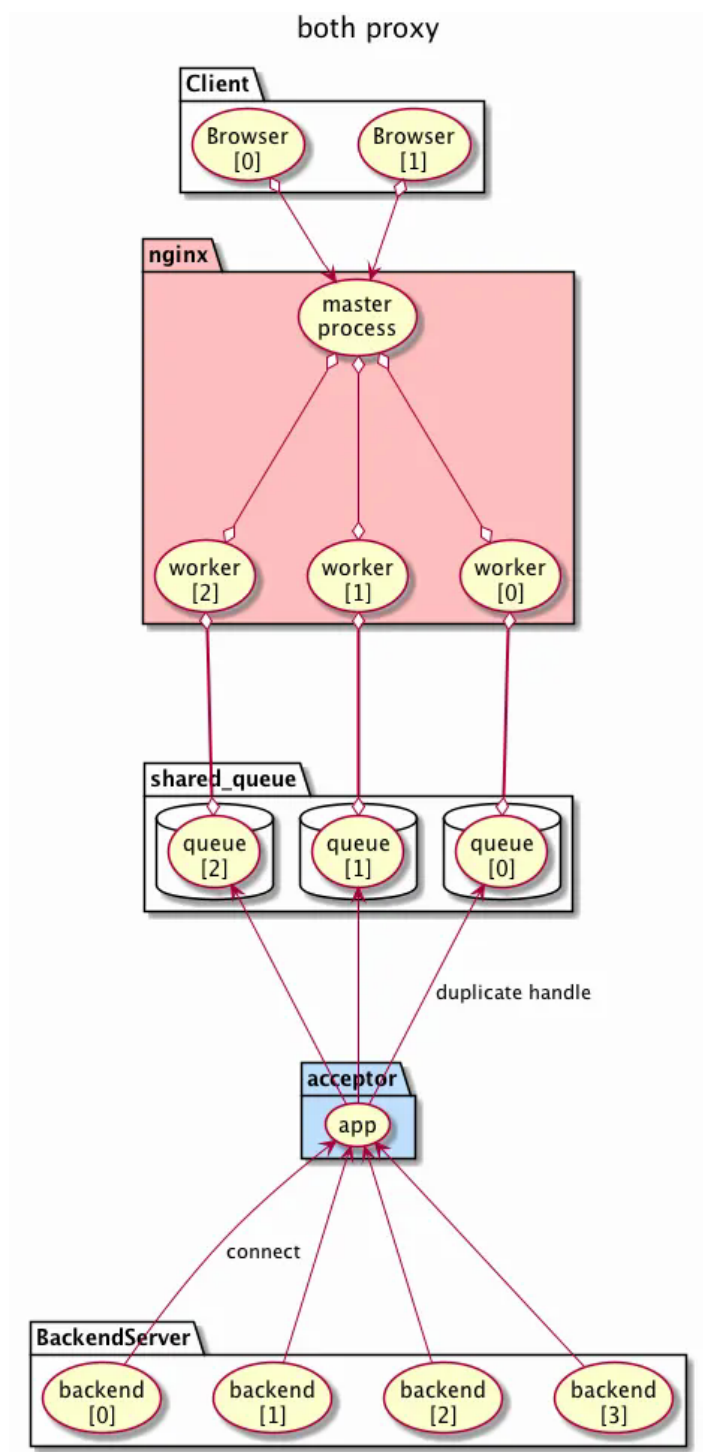 both proxy
Client
Browser
[0]
Browser
[1]
nginx
master
process
worker
[2]
worker
[1]
worker
[0]
shared_queue
queue
[2]
queue
[1]
queue
[0]
duplicate handle
acceptor
app
connect
BackendServer
backend
[0]
backend
[1]
backend
[2]
backend
[3]